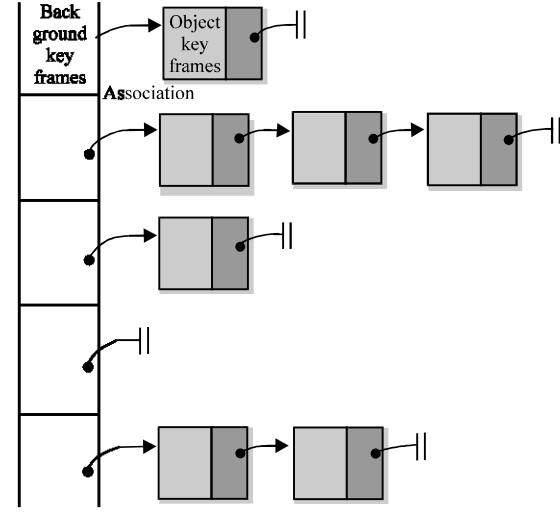 Back
ground
key
frames
Object
key
frames
Association